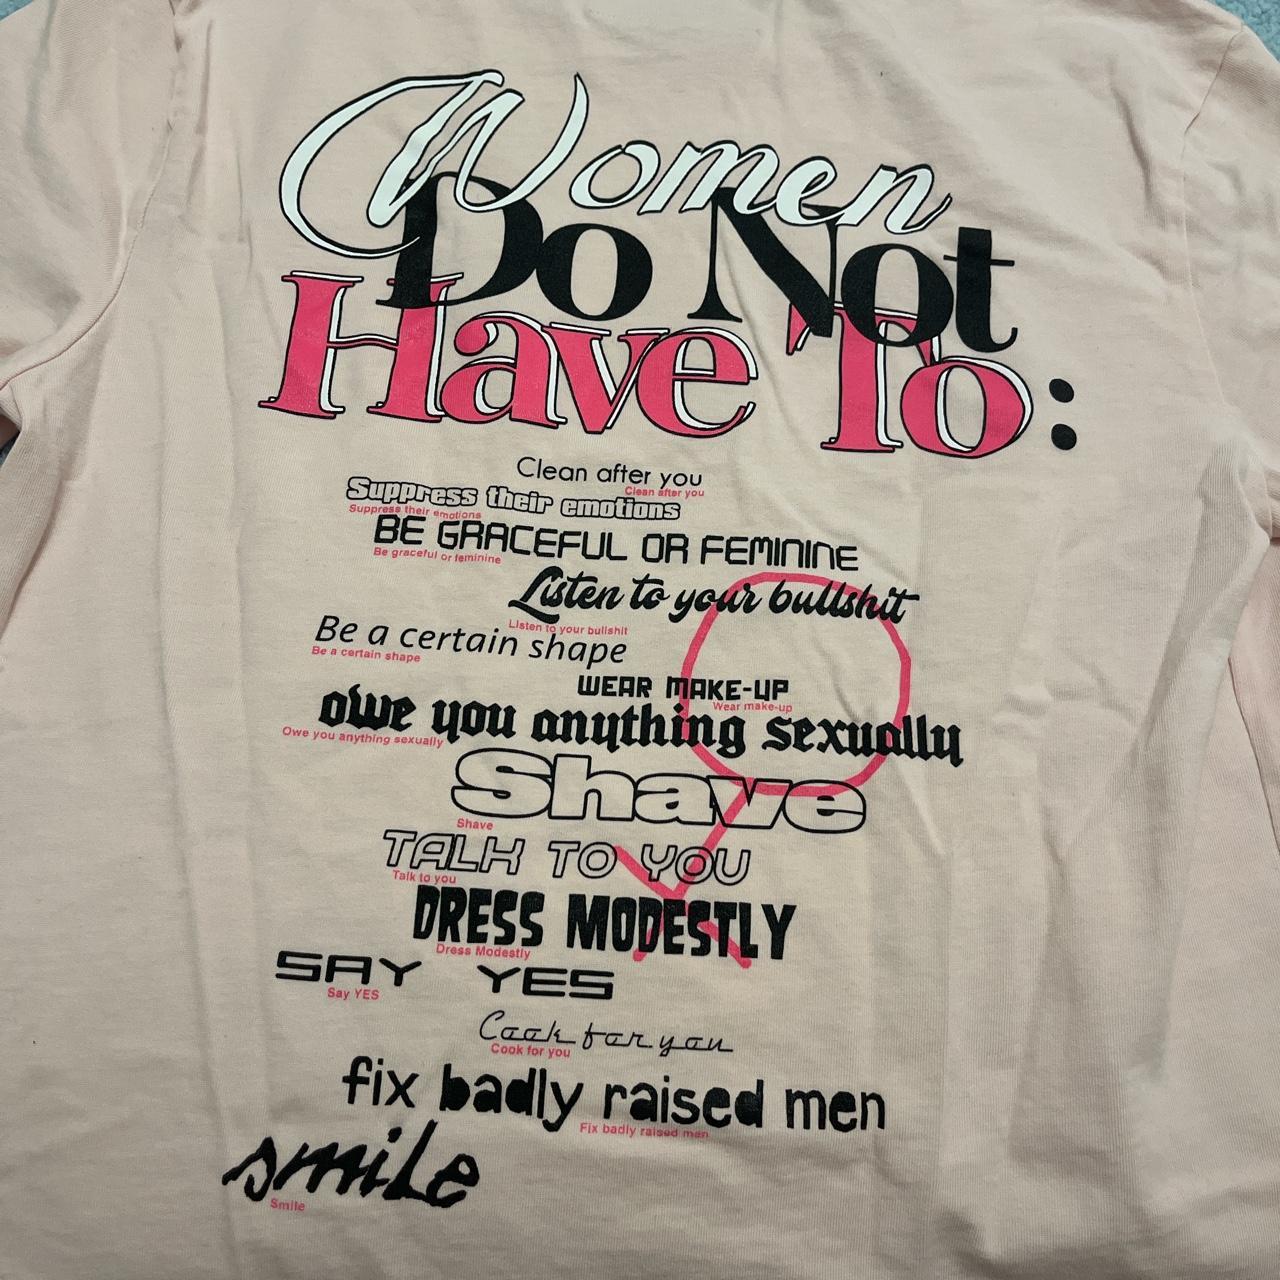 Women
Do Not
Have To:
Clean after you
Clean after you
Suppress their emotions
Suppress their emotions
BE GRACEFUL OR FEMININE
Be graceful or feminine
Listen to your bullshit
Listen to your bullshit
Be a certain shape
Be a certain shape
WEAR MAKE-UP
Wear make-up
owe you anything sexually
Owe you anything sexually
Shave
Shave
TALK TO YOU
Talk to you
DRESS MODESTLY
Dress Modestly
SAY YES
Say YES
Cook for you
Cook for you
fix badly raised men
Fix badly raised men
smile
Smile